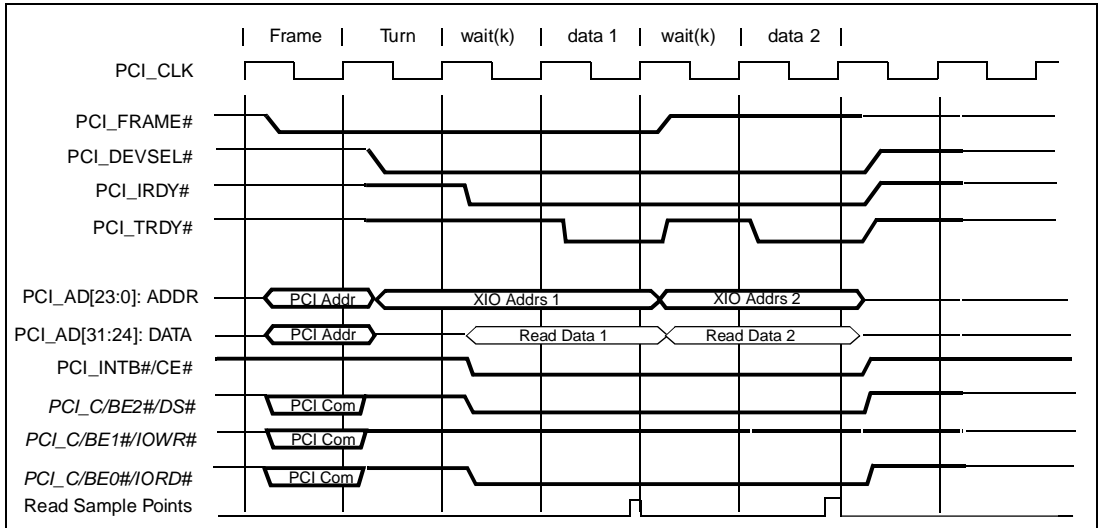 Frame Turn wait(k) data 1 wait(k) data 2
PCI_CLK
PCI_FRAME#
PCI_DEVSEL#
PCI_IRDY#
PCI_TRDY#
PCI_AD[23:0]: ADDR PCI Addr XIO Addrs 1 XIO Addrs 2
PCI_AD[31:24]: DATA PCI Addr Read Data 1 Read Data 2
PCI_INTB#/CE#
PCI_C/BE2#/DS# PCI Com
PCI_C/BE1#/IOWR# PCI Com
PCI_C/BE0#/IORD# PCI Com
Read Sample Points